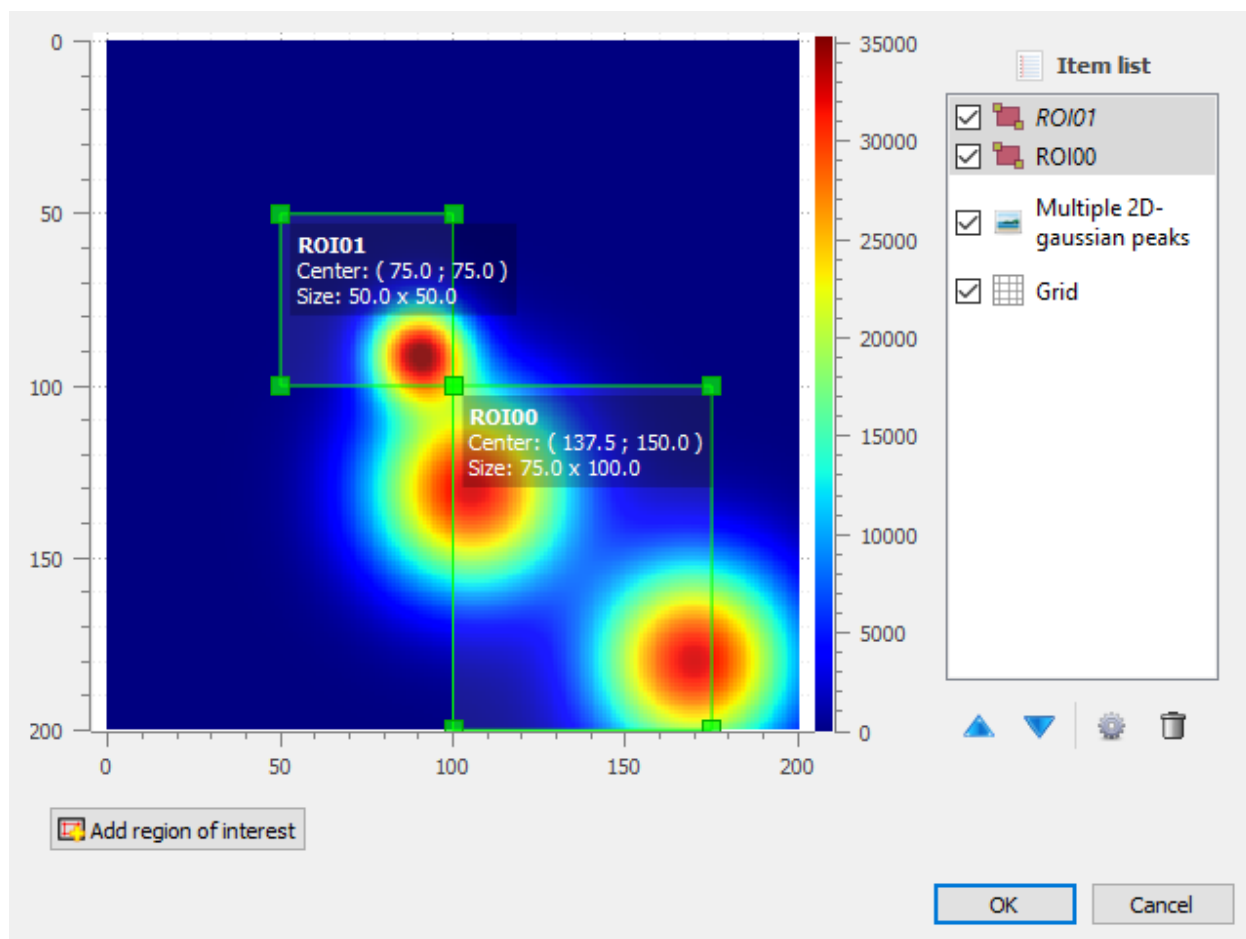 0
50
100
150
200
0
50
100
150
200
ROI01
Center: ( 75.0 ; 75.0 )
Size: 50.0 x 50.0
ROI00
Center: ( 137.5 ; 150.0 )
Size: 75.0 x 100.0
35000
30000
25000
20000
15000
10000
5000
0
Item list
ROI01
ROI00
Multiple 2D-
gaussian peaks
Grid
Add region of interest
OK
Cancel